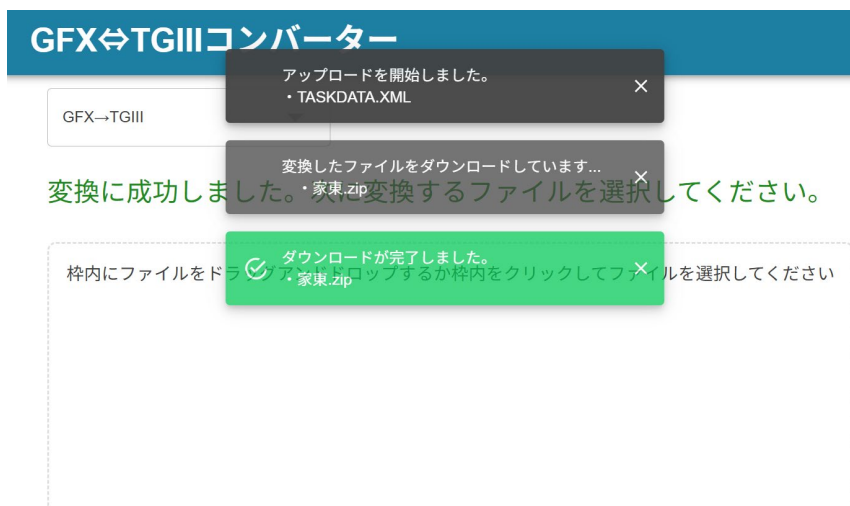 GFX⇔TGIIIコンバーター
アップロードを開始しました。
・TASKDATA.XML
GFX→TGIII
変換したファイルをダウンロードしています...
・家東.zip
変換に成功しました。次に変換するファイルを選択してください。
ダウンロードが完了しました。
・家東.zip
枠内にファイルをドラッグアンドドロップするか枠内をクリックしてファイルを選択してください